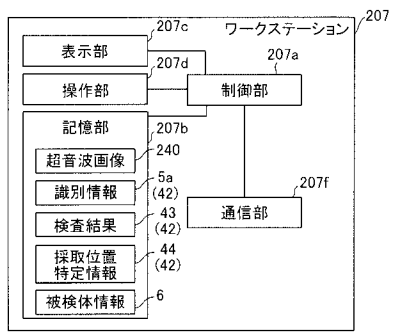 207
ワークステーション
207c
表示部
207a
207d
操作部
制御部
記憶部
207b
超音波画像
240
識別情報
5a
(42)
207f
通信部
検査結果
43
(42)
採取位置
特定情報
44
(42)
被検体情報
6